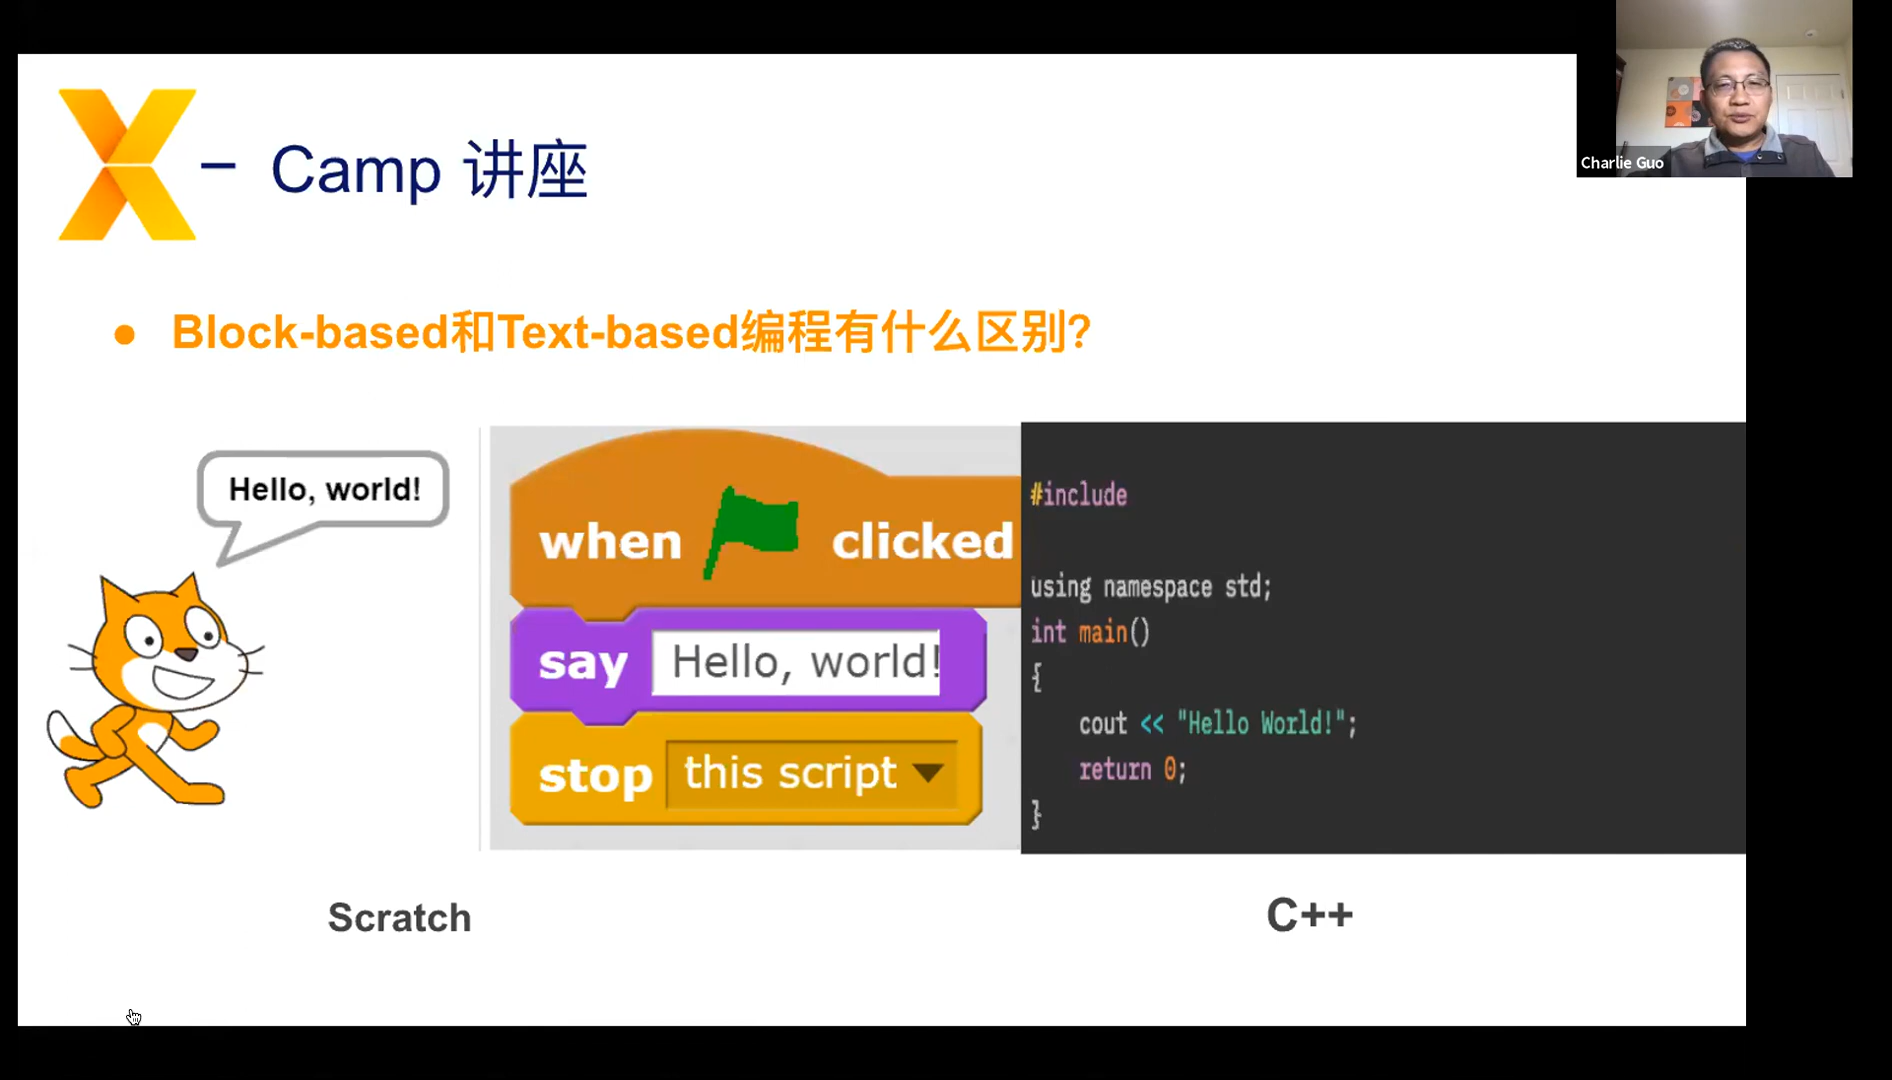 X - Camp 讲座
Charlie Guo
● Block-based和Text-based编程有什么区别?
Hello, world!
when clicked
say Hello, world!
stop this script
#include
using namespace std;
int main()
{
cout << "Hello World!";
return 0;
}
Scratch
C++